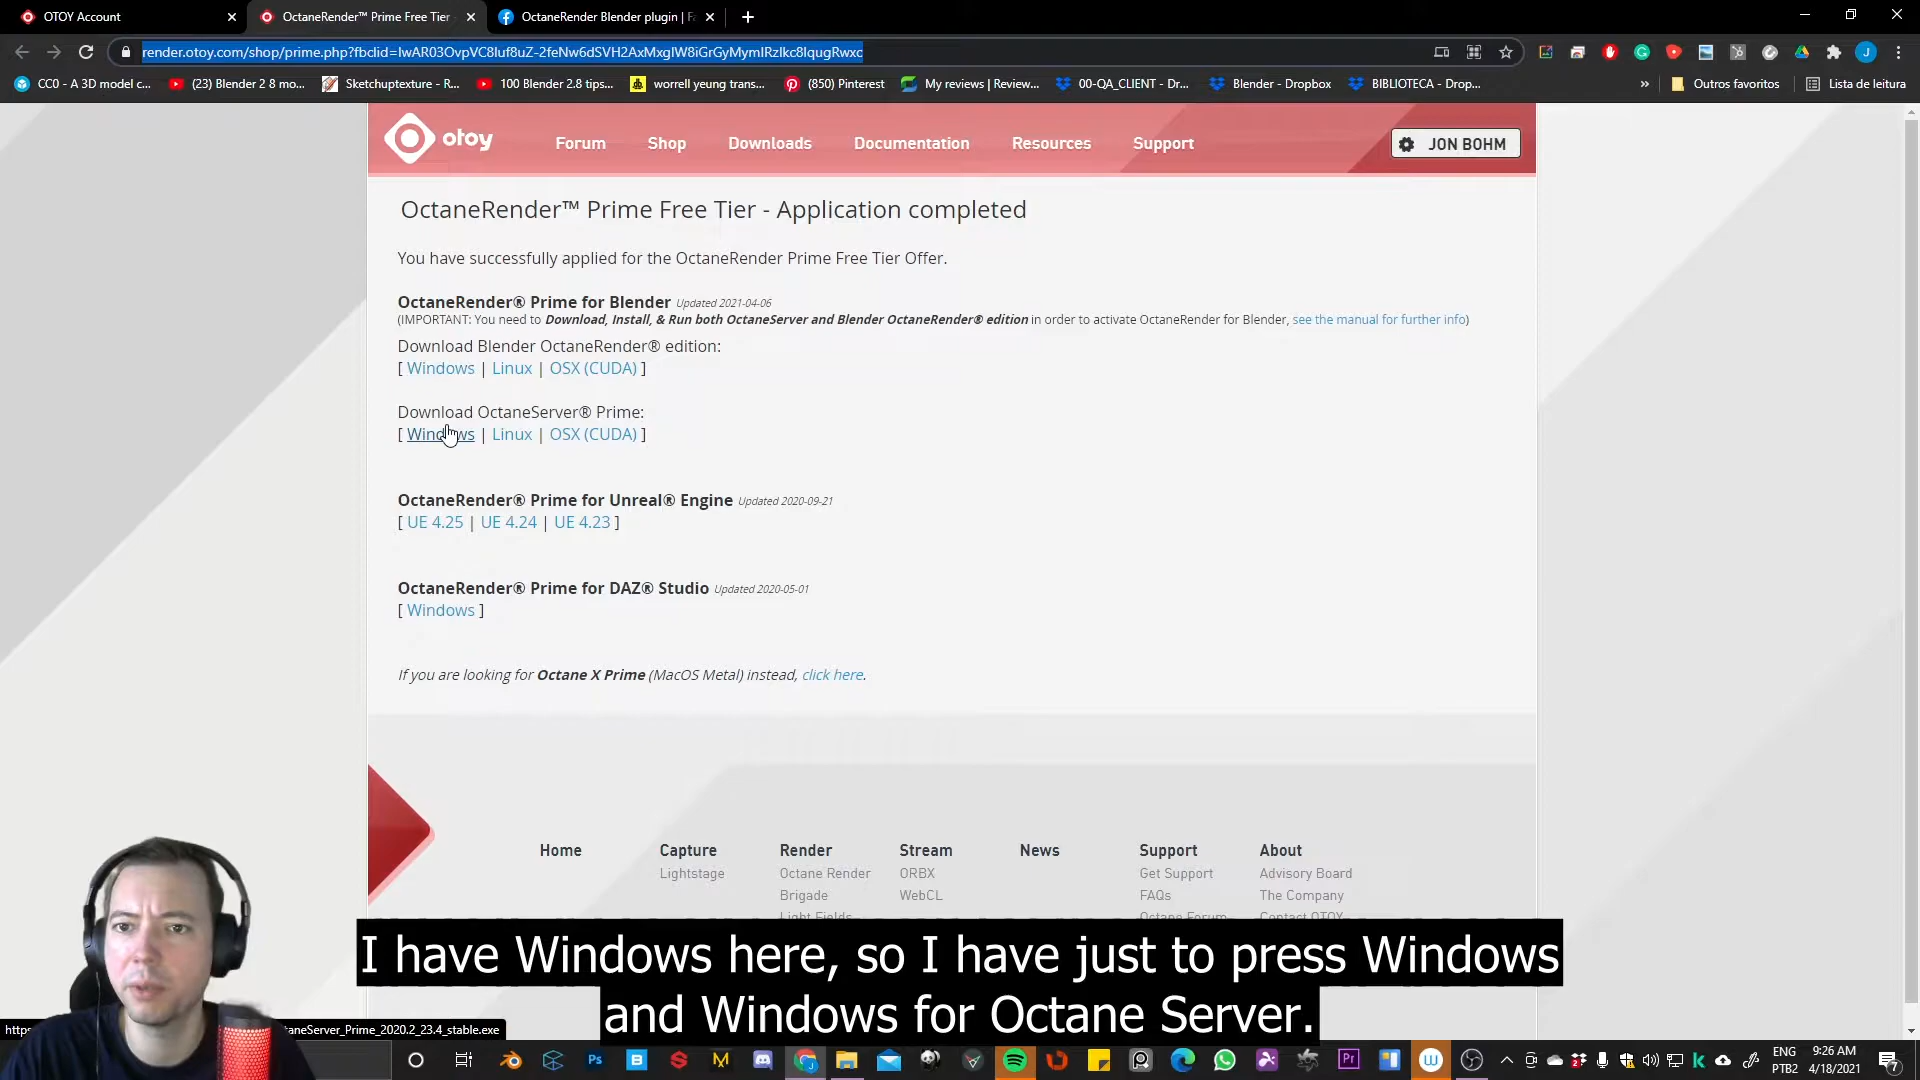 OTOY Account
OctaneRender™ Prime Free Tier
OctaneRender Blender plugin | F
render.otoy.com/shop/prime.php?fbclid=
CC0 - A 3D model c...
(23) Blender 2 8 mo...
Sketchuptexture - R...
100 Blender 2.8 tips...
worrell yeung trans...
(850) Pinterest
My reviews | Review...
00-QA_CLIENT - Dr...
Blender - Dropbox
BIBLIOTECA - Drop...
»
Outros favoritos
Lista de leitura
otoy
Forum
Shop
Downloads
Documentation
Resources
Support
JON BOHM
OctaneRender™ Prime Free Tier - Application completed
You have successfully applied for the OctaneRender Prime Free Tier Offer.
OctaneRender® Prime for Blender Updated 2021-04-06
(IMPORTANT: You need to Download, Install, & Run both OctaneServer and Blender OctaneRender® edition in order to activate OctaneRender for Blender, see the manual for further info)
Download Blender OctaneRender® edition:
[ Windows | Linux | OSX (CUDA) ]
Download OctaneServer® Prime:
[ Windows | Linux | OSX (CUDA) ]
OctaneRender® Prime for Unreal® Engine Updated 2020-09-21
[ UE 4.25 | UE 4.24 | UE 4.23 ]
OctaneRender® Prime for DAZ® Studio Updated 2020-05-01
[ Windows ]
If you are looking for Octane X Prime (MacOS Metal) instead, click here.
Home
Capture
Render
Stream
News
Support
About
Lightstage
Octane Render
ORBX
Get Support
Advisory Board
Brigade
WebCL
FAQs
The Company
Light Fields
Octane Forum
Contact OTOY
I have Windows here, so I have just to press Windows
and Windows for Octane Server.
https
taneServer_Prime_2020.2_23.4_stable.exe
ENG
PTB2
9:26 AM
4/18/2021
7